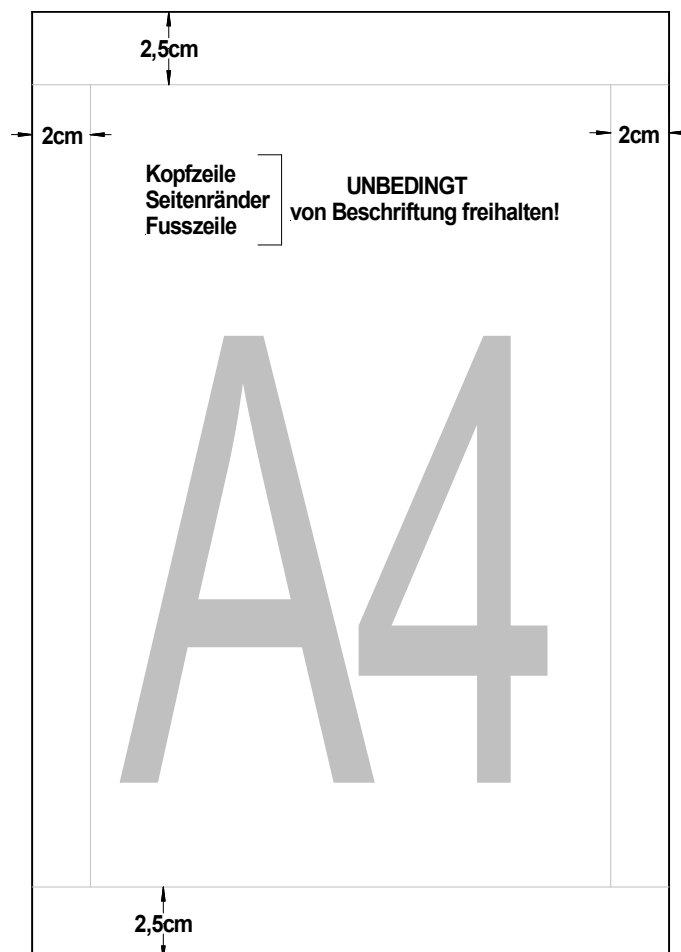 2,5cm
2cm
2cm
Kopfzeile
Seitenränder
Fusszeile
UNBEDINGT
von Beschriftung freihalten!
A4
2,5cm